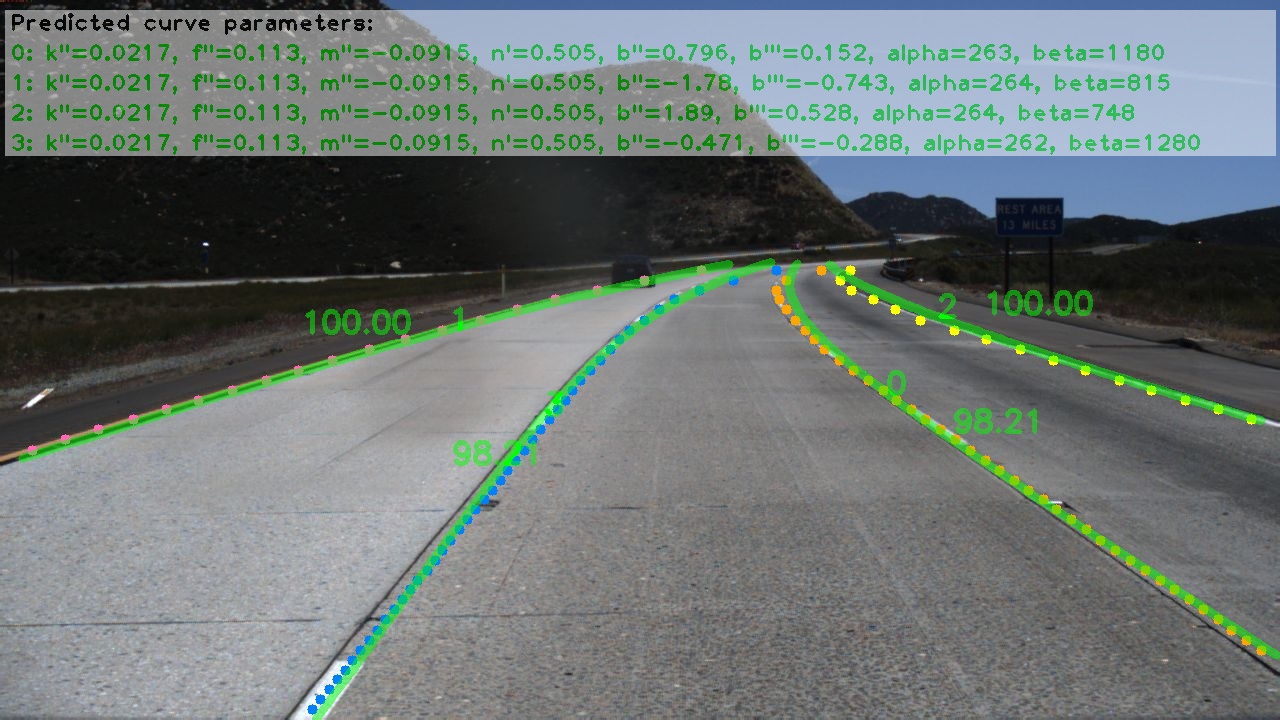 Predicted curve parameters:
0: k''=0.0217, f''=0.113, m''=−0.0915, n'=0.505, b''=0.796, b'''=0.152, alpha=263, beta=1180
1: k''=0.0217, f''=0.113, m''=−0.0915, n'=0.505, b''=−1.78, b'''=−0.743, alpha=264, beta=815
2: k''=0.0217, f''=0.113, m''=−0.0915, n'=0.505, b''=1.89, b'''=0.528, alpha=264, beta=748
3: k''=0.0217, f''=0.113, m''=−0.0915, n'=0.505, b''=−0.471, b'''=−0.288, alpha=262, beta=1280
REST AREA
13 MILES
100.00 1
2 100.00
0
98.21